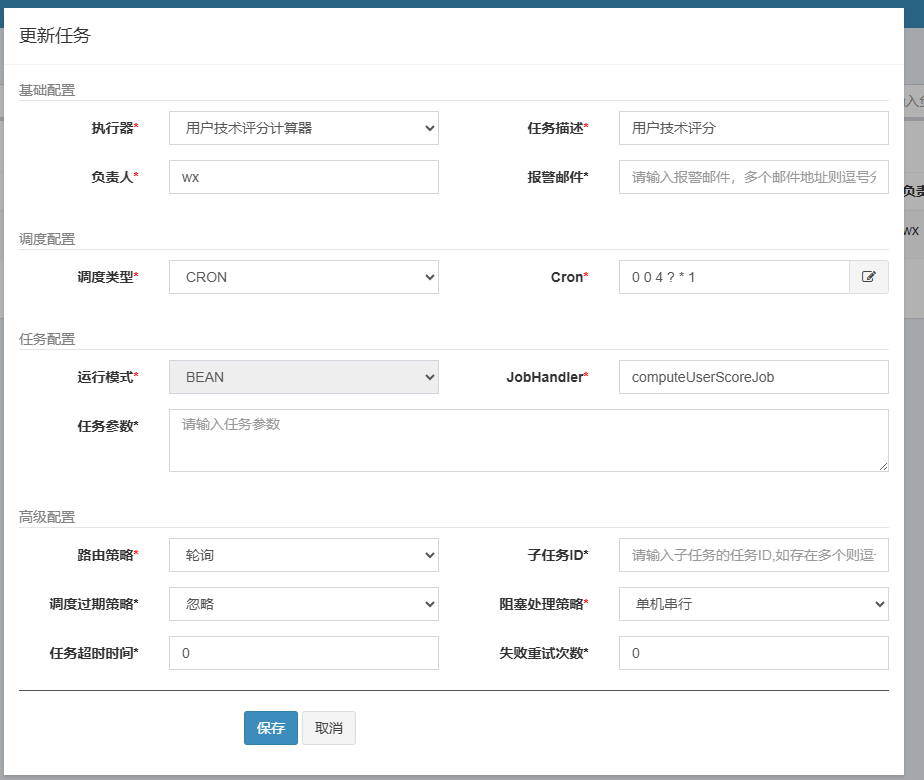 更新任务
基础配置
执行器* 用户技术评分计算器 任务描述* 用户技术评分
负责人* wx 报警邮件* 请输入报警邮件，多个邮件地址则逗号分
负责
wx
调度配置
调度类型* CRON Cron* 0 0 4 ? * 1
任务配置
运行模式* BEAN JobHandler* computeUserScoreJob
任务参数* 请输入任务参数
高级配置
路由策略* 轮询 子任务ID* 请输入子任务的任务ID,如存在多个则逗
调度过期策略* 忽略 阻塞处理策略* 单机串行
任务超时时间* 0 失败重试次数* 0
保存 取消